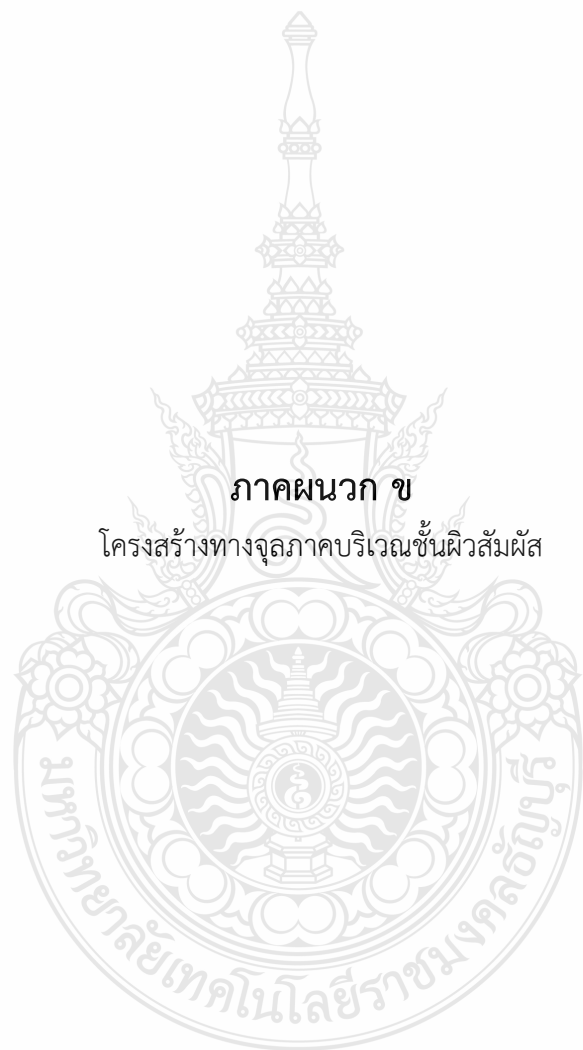 ภาคผนวก ข
โครงสร้างทางจุลภาคบริเวณชั้นผิวสัมผัส
มหาวิทยาลัยเทคโนโลยีราชมงคลธัญบุรี